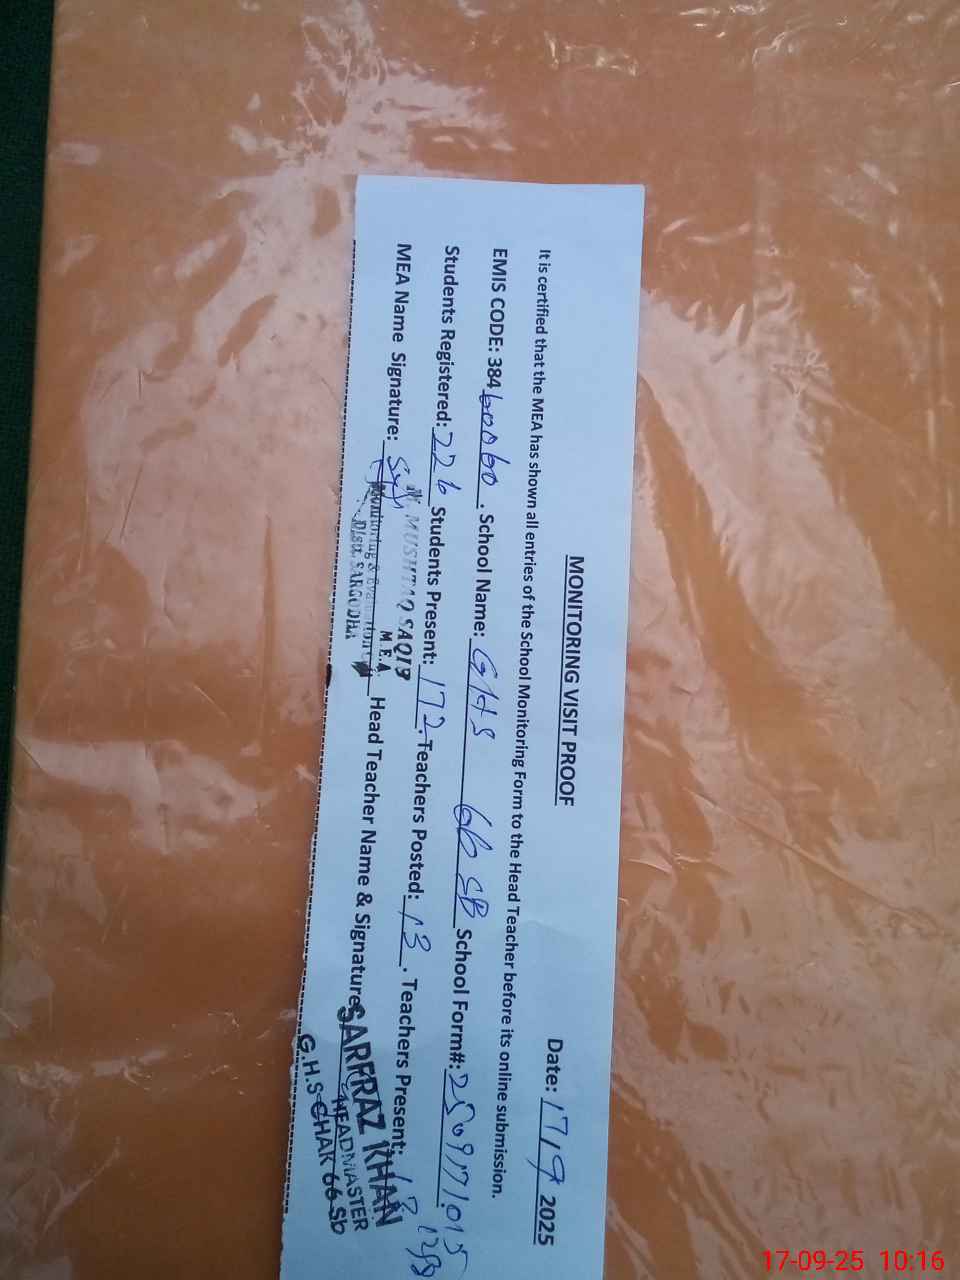 MONITORING VISIT PROOF
Date: 17/9 2025
It is certified that the MEA has shown all entries of the School Monitoring Form to the Head Teacher before its online submission.
EMIS CODE: 38460060. School Name: GHS 66 SB School Form#: 2509171015
Students Registered: 226 Students Present: 172. Teachers Posted: 13. Teachers Present:
MEA Name Signature: Head Teacher Name & Signature
MUSHTAQ SAQIB
M.E.A
Monitoring &
Distt. SARGODHA
SARFRAZ KHAN
HEADMASTER
G.H.S CHAK 66 Sb
17-09-25 10:16